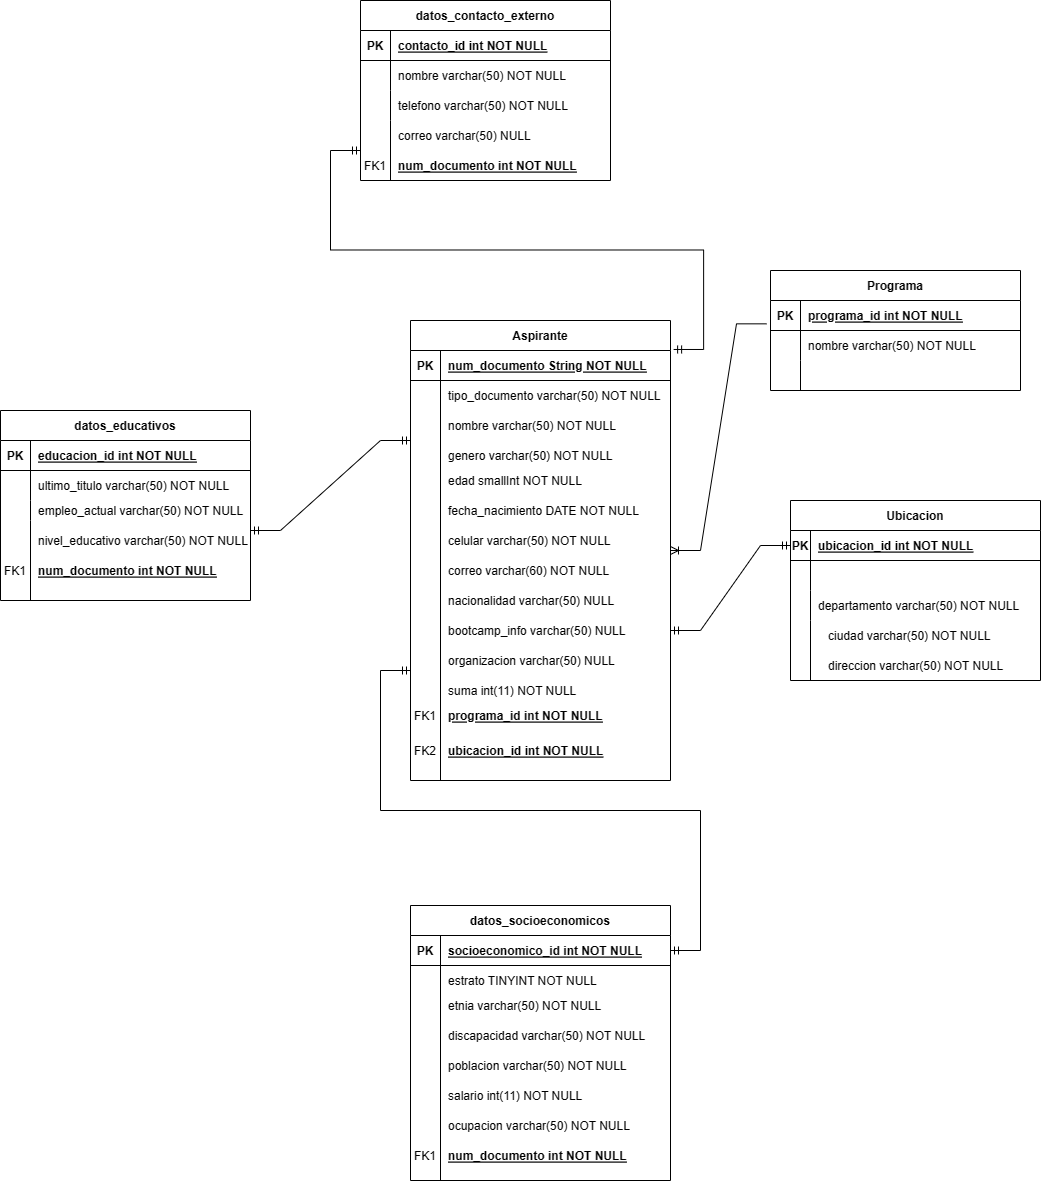 datos_contacto_externo
PK contacto_id int NOT NULL
nombre varchar(50) NOT NULL
telefono varchar(50) NOT NULL
correo varchar(50) NULL
FK1 num_documento int NOT NULL
Programa
PK programa_id int NOT NULL
nombre varchar(50) NOT NULL
Aspirante
PK num_documento String NOT NULL
tipo_documento varchar(50) NOT NULL
nombre varchar(50) NOT NULL
genero varchar(50) NOT NULL
edad smallInt NOT NULL
fecha_nacimiento DATE NOT NULL
celular varchar(50) NOT NULL
correo varchar(60) NOT NULL
nacionalidad varchar(50) NULL
bootcamp_info varchar(50) NULL
organizacion varchar(50) NULL
suma int(11) NOT NULL
FK1 programa_id int NOT NULL
FK2 ubicacion_id int NOT NULL
datos_educativos
PK educacion_id int NOT NULL
ultimo_titulo varchar(50) NOT NULL
empleo_actual varchar(50) NOT NULL
nivel_educativo varchar(50) NOT NULL
FK1 num_documento int NOT NULL
Ubicacion
PK ubicacion_id int NOT NULL
departamento varchar(50) NOT NULL
ciudad varchar(50) NOT NULL
direccion varchar(50) NOT NULL
datos_socioeconomicos
PK socioeconomico_id int NOT NULL
estrato TINYINT NOT NULL
etnia varchar(50) NOT NULL
discapacidad varchar(50) NOT NULL
poblacion varchar(50) NOT NULL
salario int(11) NOT NULL
ocupacion varchar(50) NOT NULL
FK1 num_documento int NOT NULL